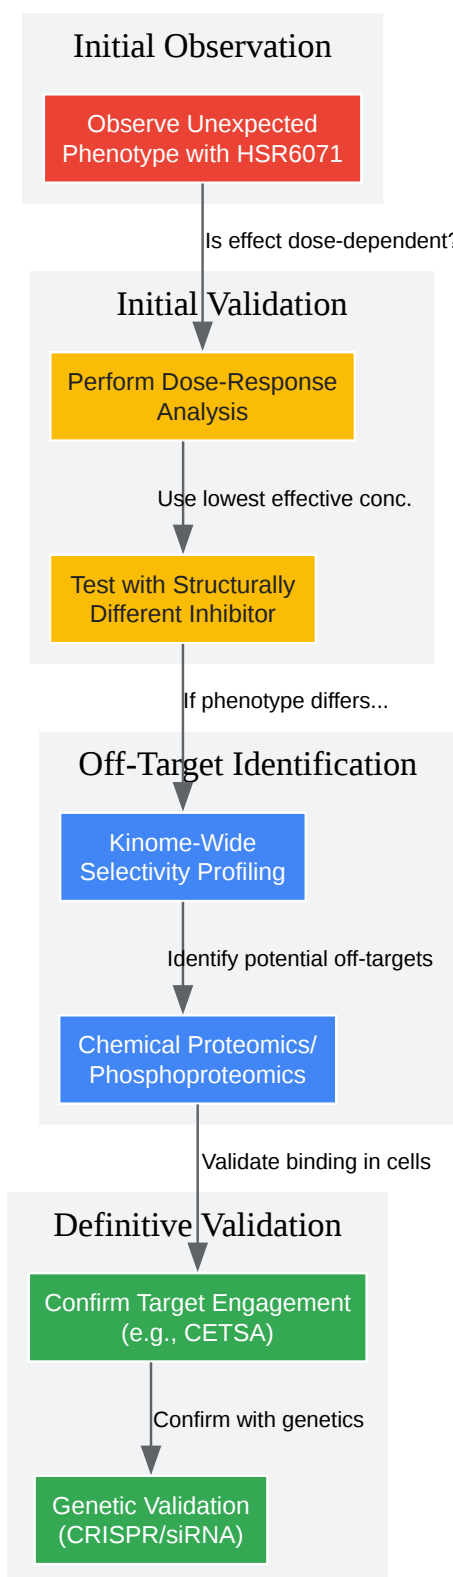 Initial Observation
Observe Unexpected
Phenotype with HSR6071
Is effect dose-dependent?
Initial Validation
Perform Dose-Response
Analysis
Use lowest effective conc.
Test with Structurally
Different Inhibitor
If phenotype differs...
Off-Target Identification
Kinome-Wide
Selectivity Profiling
Identify potential off-targets
Chemical Proteomics/
Phosphoproteomics
Validate binding in cells
Definitive Validation
Confirm Target Engagement
(e.g., CETSA)
Confirm with genetics
Genetic Validation
(CRISPR/siRNA)